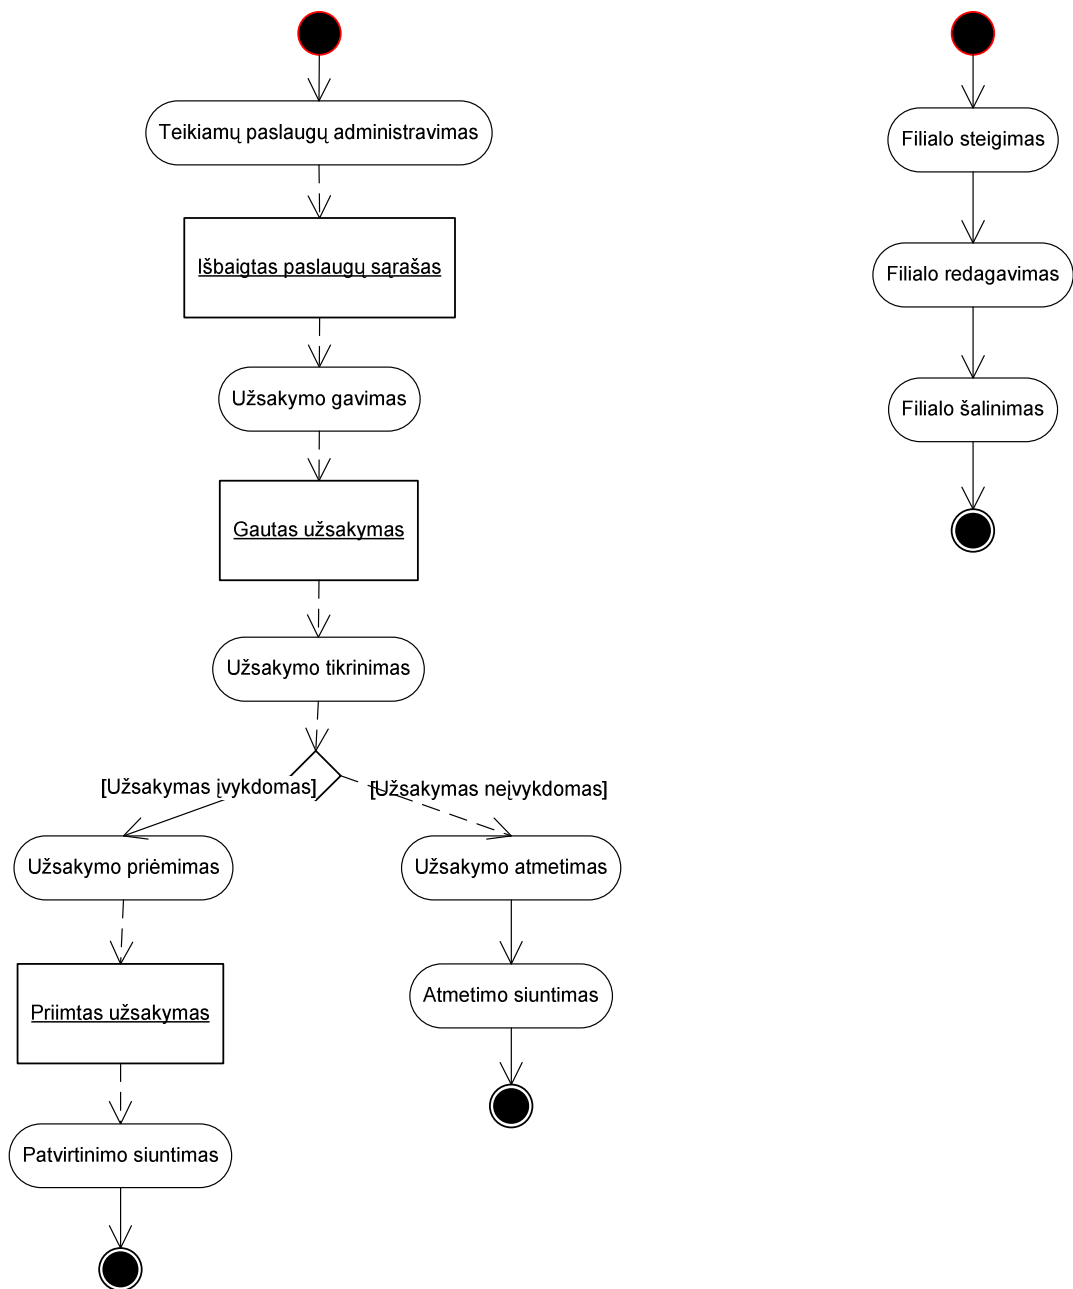 Teikiamų paslaugų administravimas
Išbaigtas paslaugų sąrašas
Užsakymo gavimas
Gautas užsakymas
Užsakymo tikrinimas
[Užsakymas įvykdomas]
[Užsakymas neįvykdomas]
Užsakymo priėmimas
Užsakymo atmetimas
Priimtas užsakymas
Atmetimo siuntimas
Patvirtinimo siuntimas
Filialo steigimas
Filialo redagavimas
Filialo šalinimas